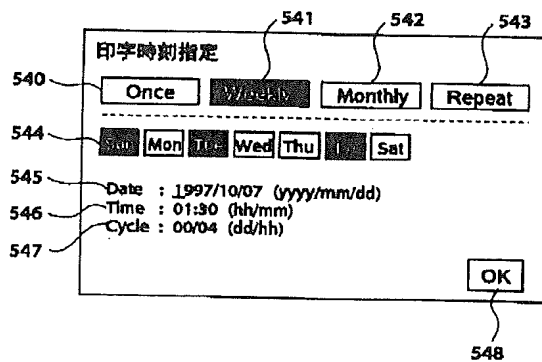 541 542 543
印字時刻指定
540 Once Weekly Monthly Repeat
544 Sun Mon Tue Wed Thu Sat
545 Date : 1997/10/07 (yyyy/mm/dd)
546 Time : 01:30 (hh/mm)
547 Cycle : 00/04 (dd/hh)
OK
548